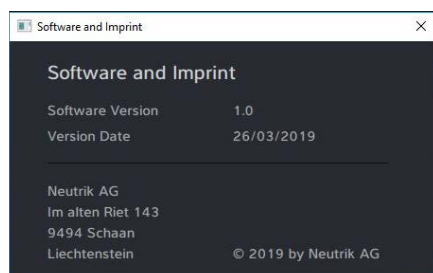 Software and Imprint
Software and Imprint
Software Version 1.0
Version Date 26/03/2019
Neutrik AG
Im alten Riet 143
9494 Schaan
Liechtenstein © 2019 by Neutrik AG